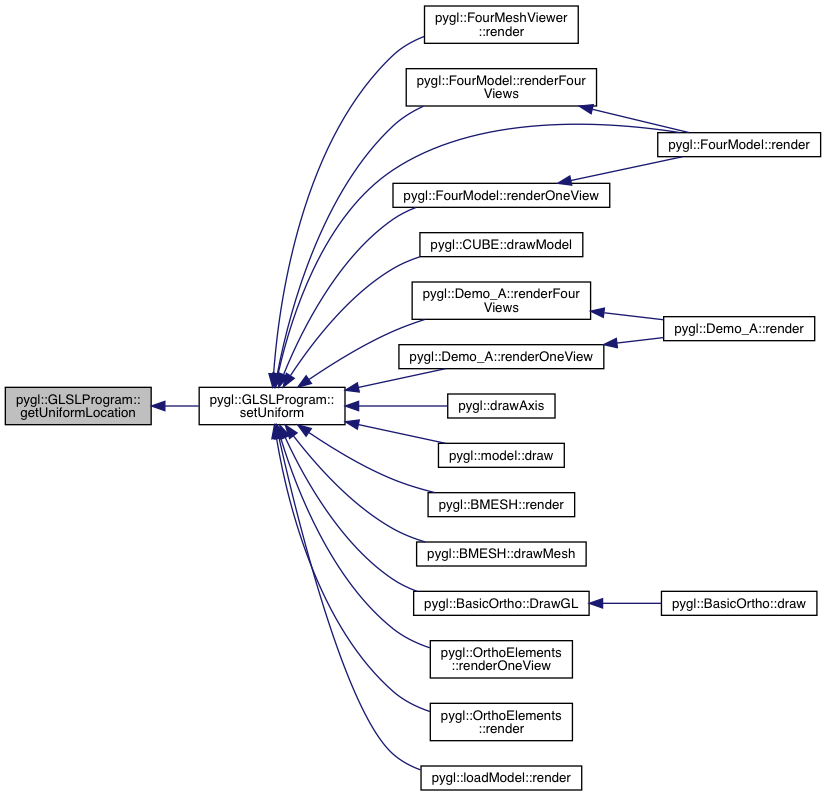 pygl::FourMeshViewer
::render
pygl::FourModel::renderFour
Views
pygl::FourModel::render
pygl::FourModel::renderOneView
pygl::CUBE::drawModel
pygl::Demo_A::renderFour
Views
pygl::Demo_A::render
pygl::Demo_A::renderOneView
pygl::GLSLProgram::
getUniformLocation
pygl::GLSLProgram::
setUniform
pygl::drawAxis
pygl::model::draw
pygl::BMESH::render
pygl::BMESH::drawMesh
pygl::BasicOrtho::DrawGL
pygl::BasicOrtho::draw
pygl::OrthoElements
::renderOneView
pygl::OrthoElements
::render
pygl::loadModel::render